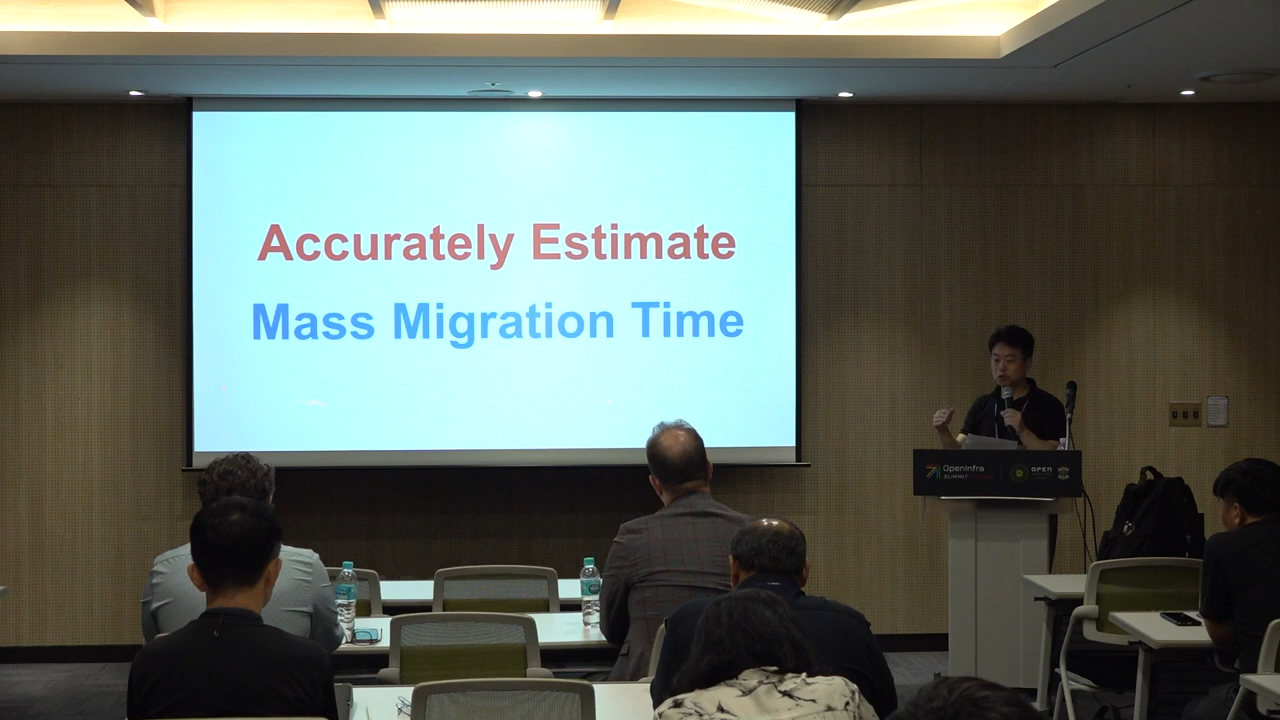 Accurately Estimate
Mass Migration Time
OpenInfra
SUMMIT
OPEN